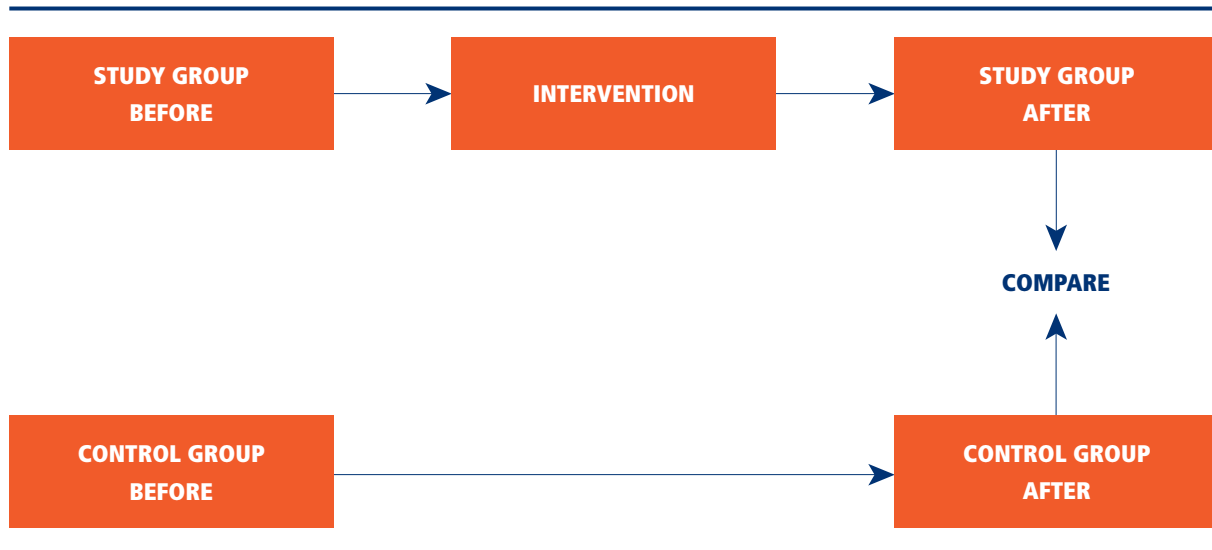 STUDY GROUP
BEFORE
INTERVENTION
STUDY GROUP
AFTER
COMPARE
CONTROL GROUP
BEFORE
CONTROL GROUP
AFTER